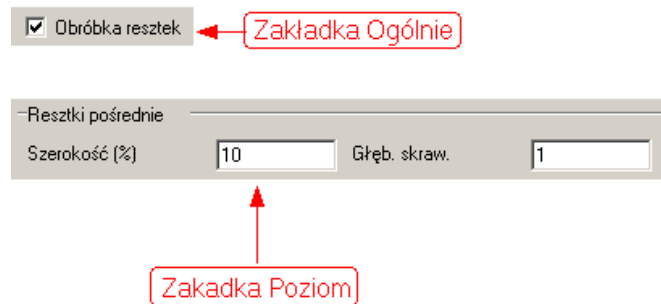 Obróbka resztek Zakładka Ogólnie
Resztki pośrednie
Szerokość (%) 10 Głęb. skraw. 1
Zakadka Poziom